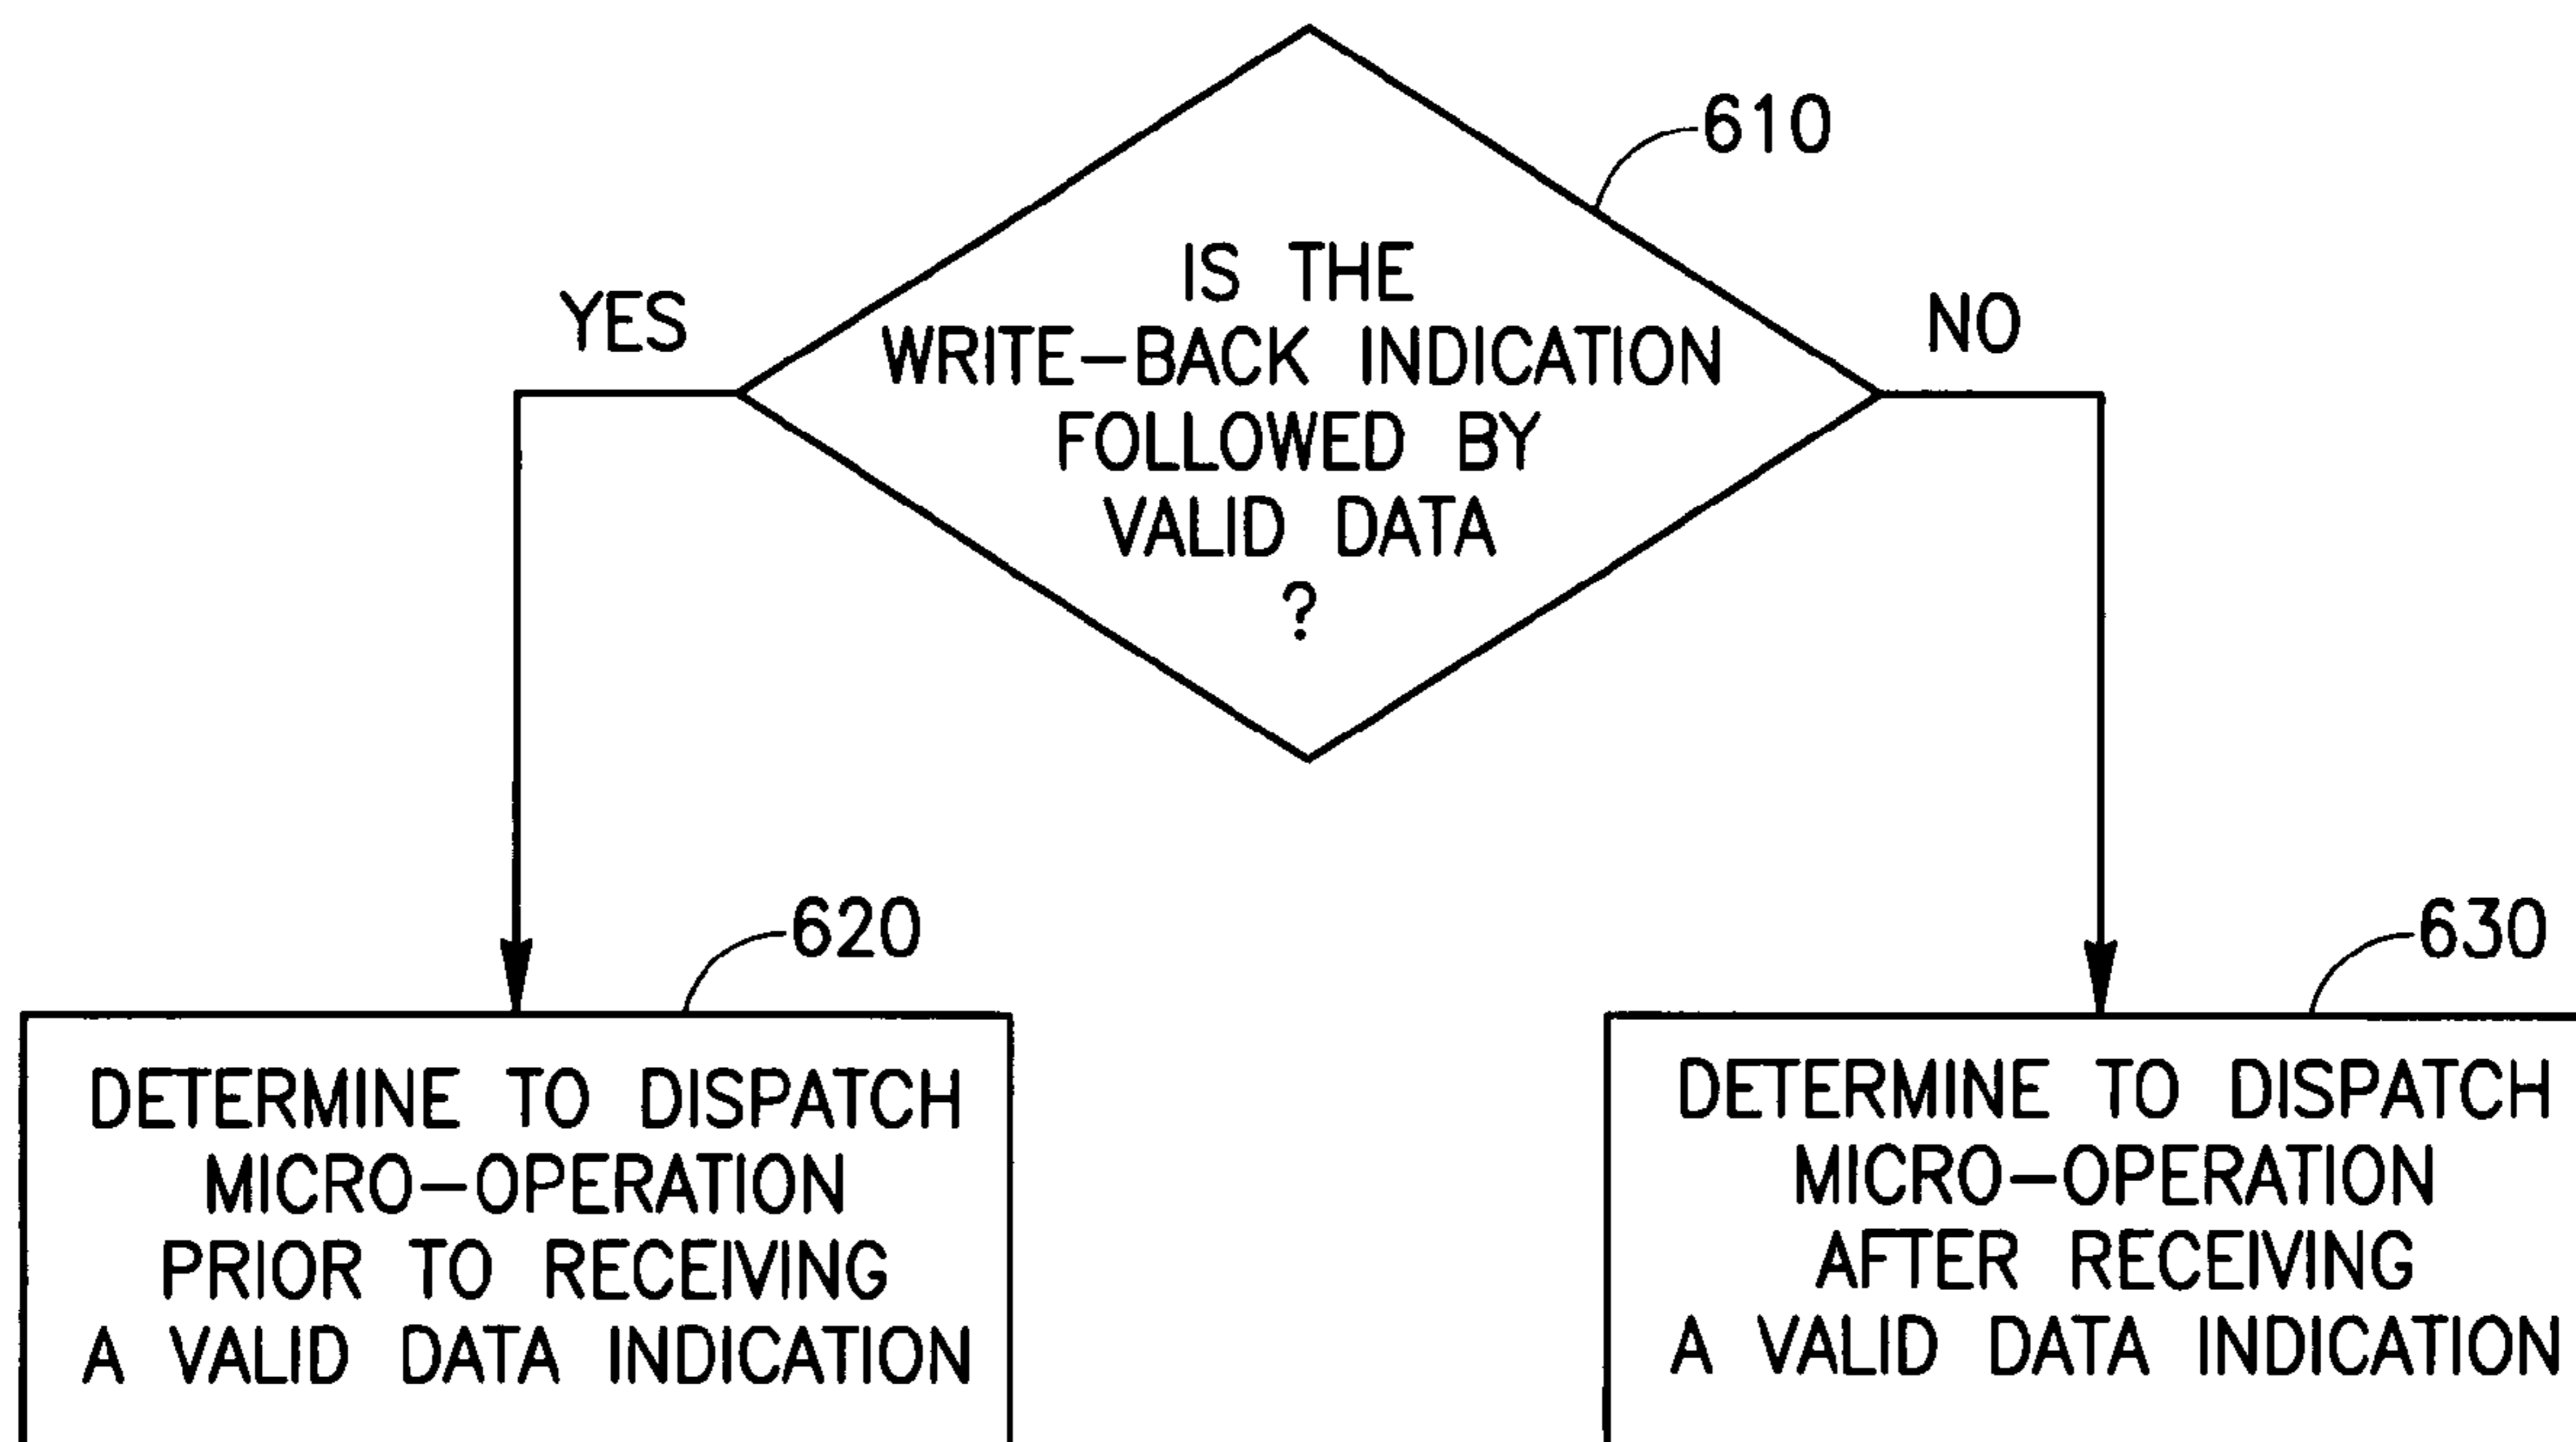 610
IS THE
WRITE–BACK INDICATION
FOLLOWED BY
VALID DATA
?
YES
NO
620
DETERMINE TO DISPATCH
MICRO–OPERATION
PRIOR TO RECEIVING
A VALID DATA INDICATION
630
DETERMINE TO DISPATCH
MICRO–OPERATION
AFTER RECEIVING
A VALID DATA INDICATION